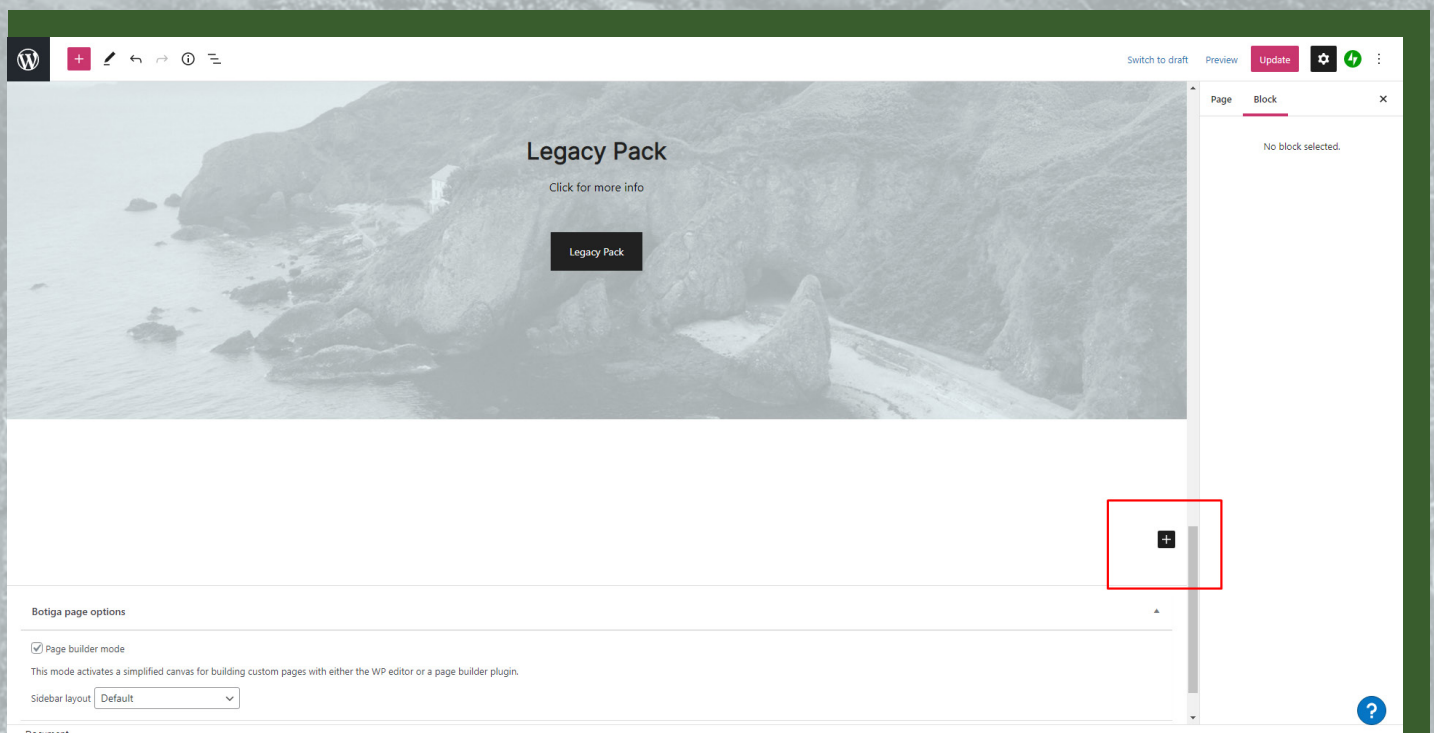 Switch to draft Preview Update
Page Block
No block selected.
Legacy Pack
Click for more info
Legacy Pack
Botiga page options
Page builder mode
This mode activates a simplified canvas for building custom pages with either the WP editor or a page builder plugin.
Sidebar layout Default
Document